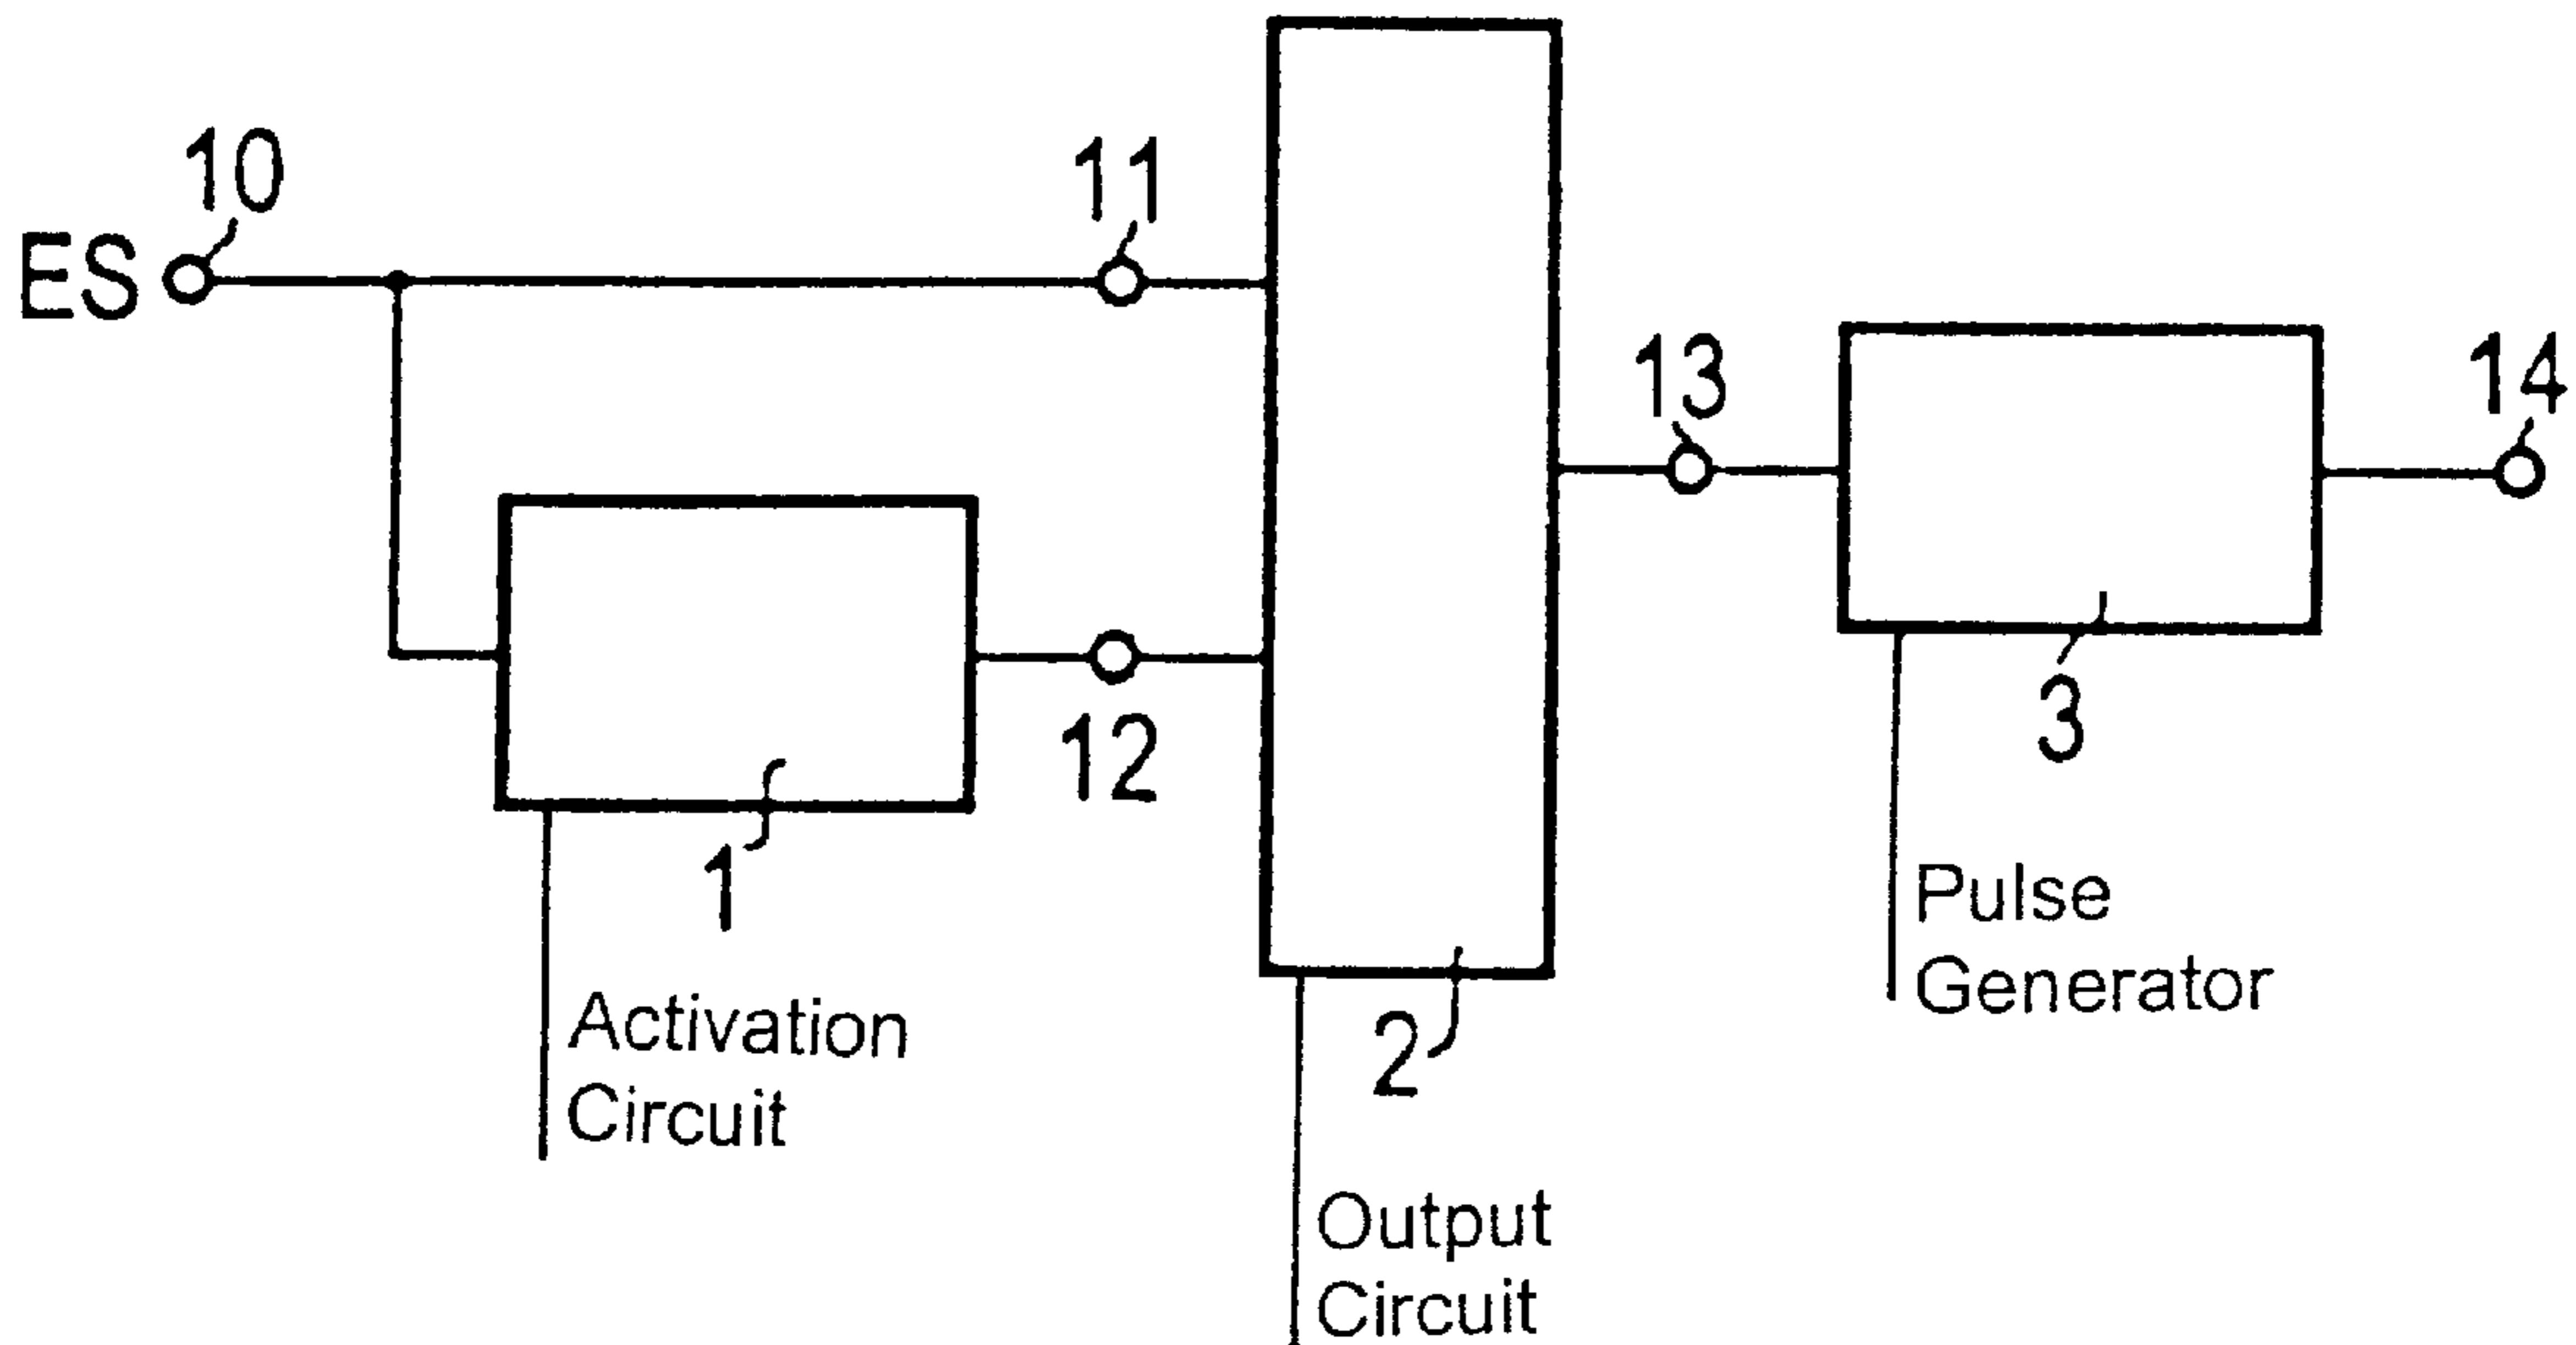 10
11
ES
13
14
12
3
1
Pulse
Generator
Activation
Circuit
2
Output
Circuit